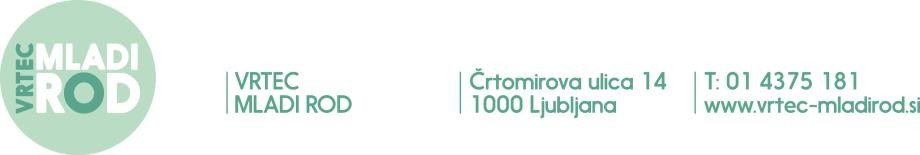 VRTEC
MLADI
ROD
VRTEC
MLADI ROD
Črtomirova ulica 14
1000 Ljubljana
T: 01 4375 181
www.vrtec-mladirod.si